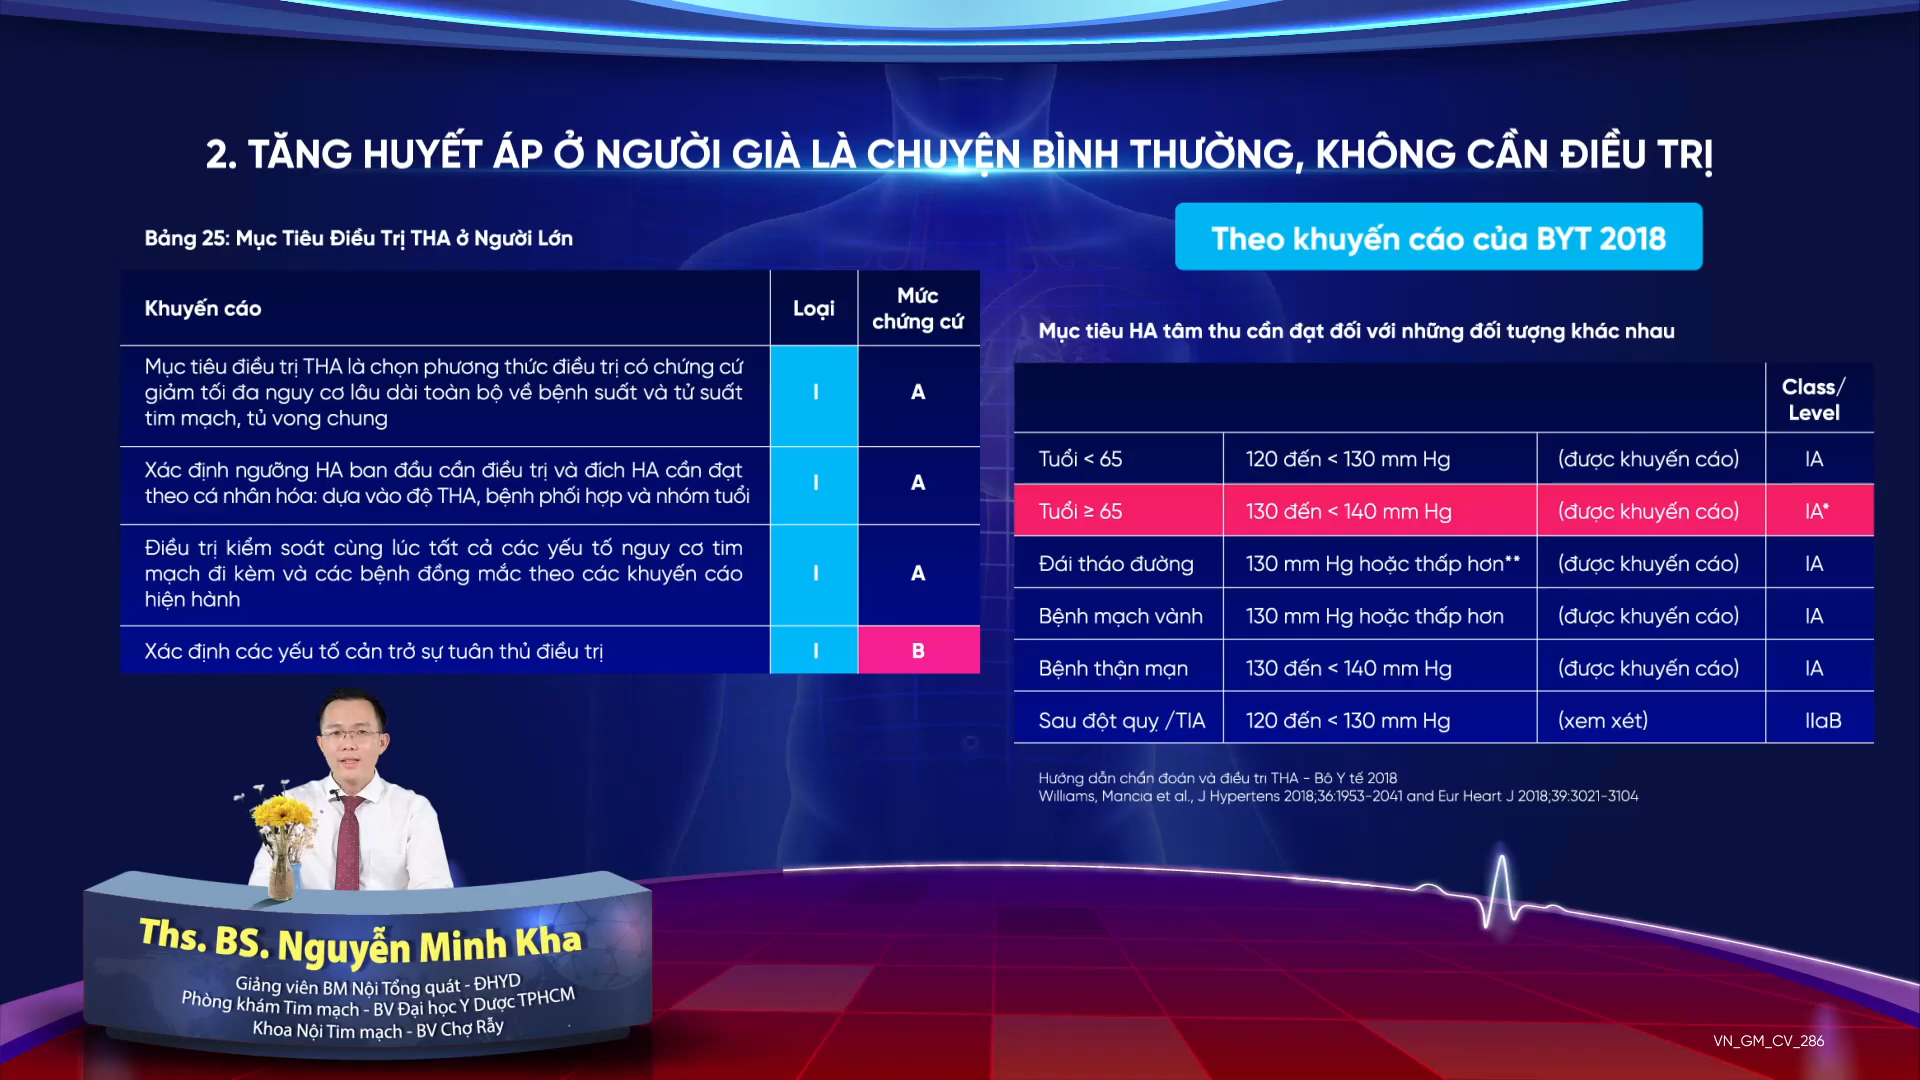 2. TĂNG HUYẾT ÁP Ở NGƯỜI GIÀ LÀ CHUYỆN BÌNH THƯỜNG, KHÔNG CẦN ĐIỀU TRỊ
Bảng 25: Mục Tiêu Điều Trị THA ở Người Lớn
Khuyến cáo
Loại
Mức
chứng cứ
Mục tiêu điều trị THA là chọn phương thức điều trị có chứng cứ
giảm tối đa nguy cơ lâu dài toàn bộ về bệnh suất và tử suất
tim mạch, tủ vong chung
I
A
Xác định ngưỡng HA ban đầu cần điều trị và đích HA cần đạt
theo cá nhân hóa: dựa vào độ THA, bệnh phối hợp và nhóm tuổi
I
A
Điều trị kiểm soát cùng lúc tất cả các yếu tố nguy cơ tim
mạch đi kèm và các bệnh đồng mắc theo các khuyến cáo
hiện hành
I
A
Xác định các yếu tố cản trở sự tuân thủ điều trị
I
B
Theo khuyến cáo của BYT 2018
Mục tiêu HA tâm thu cần đạt đối với những đối tượng khác nhau
Class/
Level
Tuổi < 65 120 đến < 130 mm Hg (được khuyến cáo) IA
Tuổi ≥ 65 130 đến < 140 mm Hg (được khuyến cáo) IA*
Đái tháo đường 130 mm Hg hoặc thấp hơn** (được khuyến cáo) IA
Bệnh mạch vành 130 mm Hg hoặc thấp hơn (được khuyến cáo) IA
Bệnh thận mạn 130 đến < 140 mm Hg (được khuyến cáo) IA
Sau đột quỵ /TIA 120 đến < 130 mm Hg (xem xét) IIaB
Hướng dẫn chẩn đoán và điều trị THA - Bộ Y tế 2018
Williams, Mancia et al., J Hypertens 2018;36:1953-2041 and Eur Heart J 2018;39:3021-3104
Ths. BS. Nguyễn Minh Kha
Giảng viên BM Nội Tổng quát - ĐHYD
Phòng khám Tim mạch - BV Đại học Y Dược TPHCM
Khoa Nội Tim mạch - BV Chợ Rẫy
VN_GM_CV_286